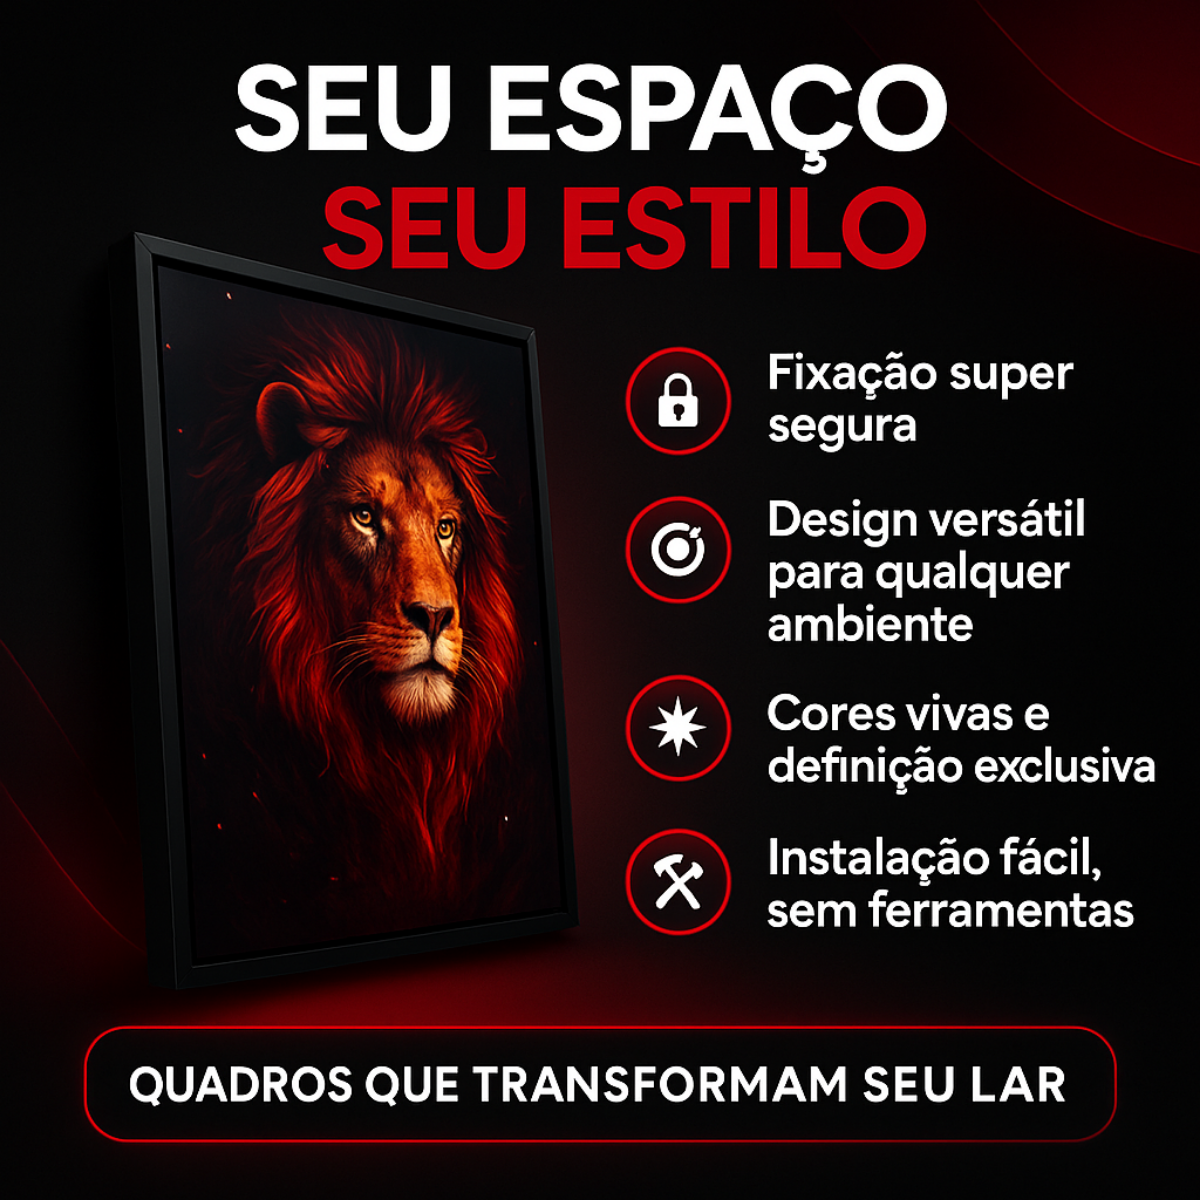 SEU ESPAÇO
SEU ESTILO
Fixação super
segura
Design versátil
para qualquer
ambiente
Cores vivas e
definição exclusiva
Instalação fácil,
sem ferramentas
QUADROS QUE TRANSFORMAM SEU LAR